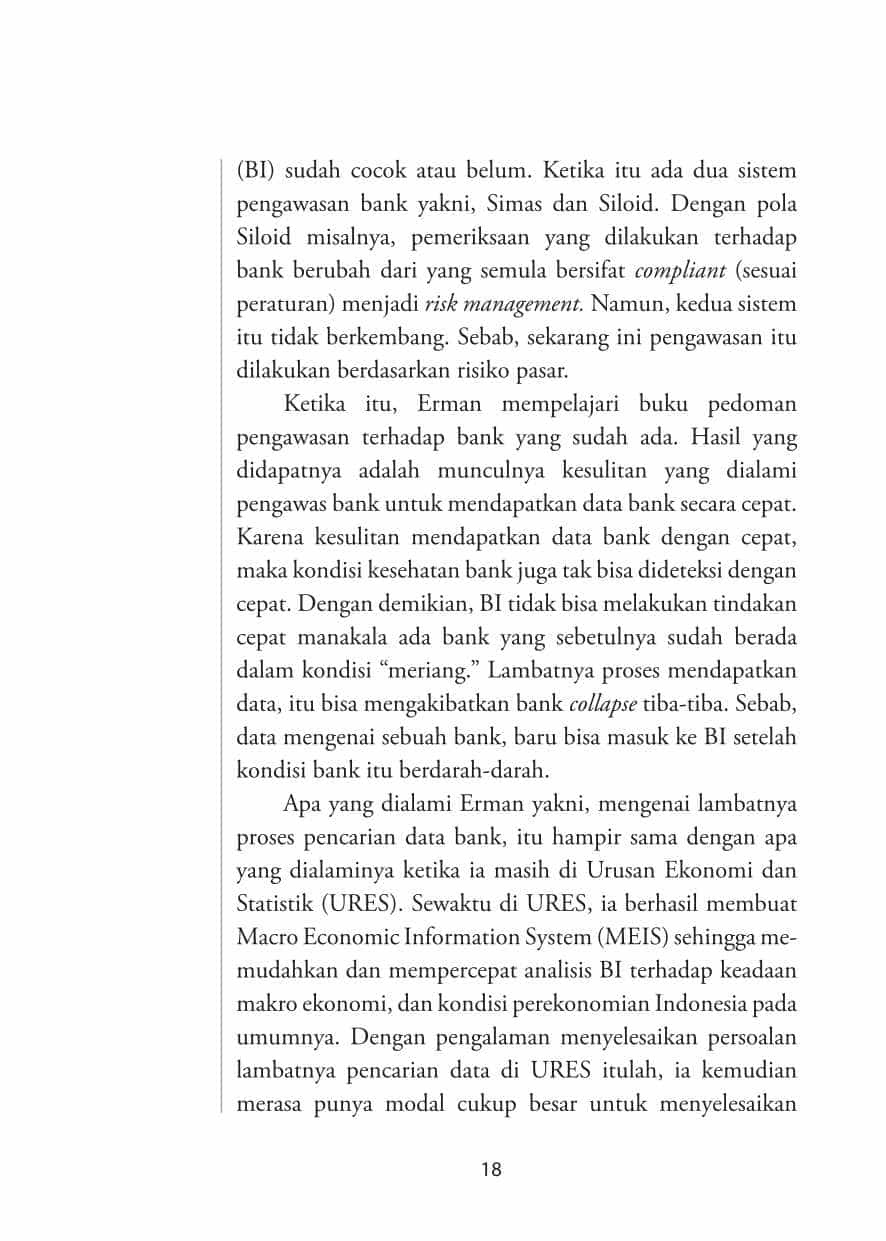 (BI) sudah cocok atau belum. Ketika itu ada dua sistem
pengawasan bank yakni, Simas dan Siloid. Dengan pola
Siloid misalnya, pemeriksaan yang dilakukan terhadap
bank berubah dari yang semula bersifat compliant (sesuai
peraturan) menjadi risk management. Namun, kedua sistem
itu tidak berkembang. Sebab, sekarang ini pengawasan itu
dilakukan berdasarkan risiko pasar.
Ketika itu, Erman mempelajari buku pedoman
pengawasan terhadap bank yang sudah ada. Hasil yang
didapatnya adalah munculnya kesulitan yang dialami
pengawas bank untuk mendapatkan data bank secara cepat.
Karena kesulitan mendapatkan data bank dengan cepat,
maka kondisi kesehatan bank juga tak bisa dideteksi dengan
cepat. Dengan demikian, BI tidak bisa melakukan tindakan
cepat manakala ada bank yang sebetulnya sudah berada
dalam kondisi “meriang.” Lambatnya proses mendapatkan
data, itu bisa mengakibatkan bank collapse tiba-tiba. Sebab,
data mengenai sebuah bank, baru bisa masuk ke BI setelah
kondisi bank itu berdarah-darah.
Apa yang dialami Erman yakni, mengenai lambatnya
proses pencarian data bank, itu hampir sama dengan apa
yang dialaminya ketika ia masih di Urusan Ekonomi dan
Statistik (URES). Sewaktu di URES, ia berhasil membuat
Macro Economic Information System (MEIS) sehingga me-
mudahkan dan mempercepat analisis BI terhadap keadaan
makro ekonomi, dan kondisi perekonomian Indonesia pada
umumnya. Dengan pengalaman menyelesaikan persoalan
lambatnya pencarian data di URES itulah, ia kemudian
merasa punya modal cukup besar untuk menyelesaikan
18